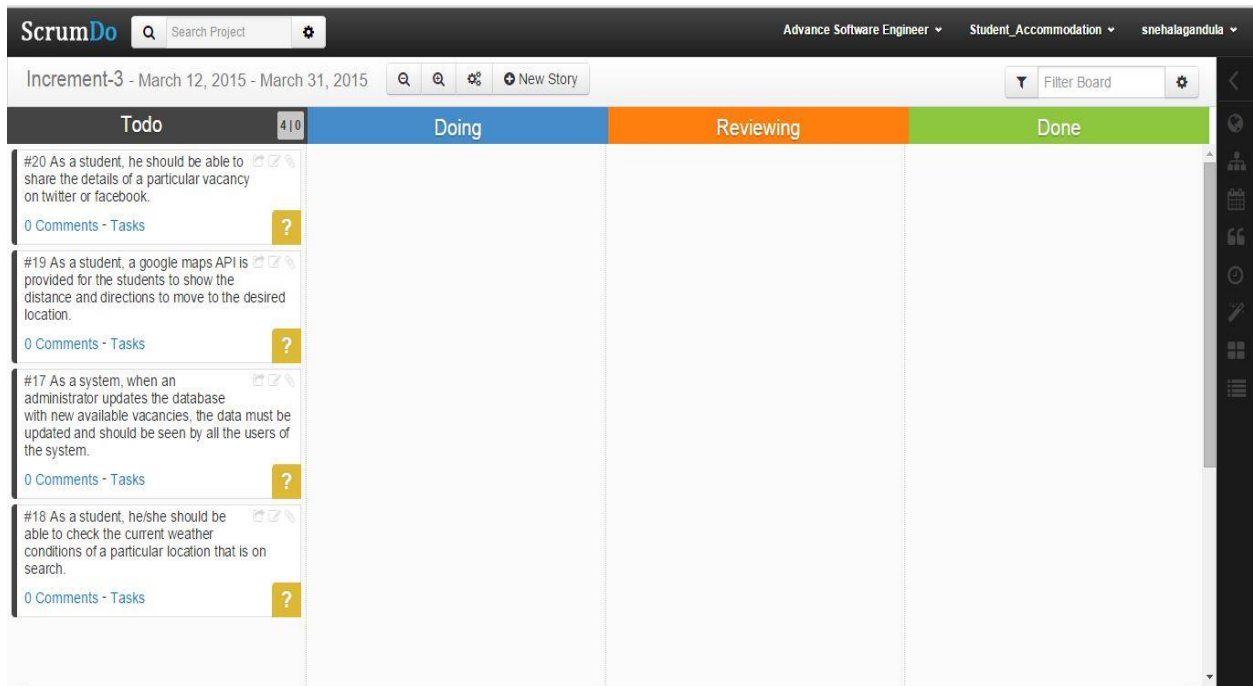 ScrumDo Search Project Advance Software Engineer Student_Accommodation snehalagandula
Increment-3 - March 12, 2015 - March 31, 2015 New Story Filter Board
Todo 4|0 Doing Reviewing Done
#20 As a student, he should be able to
share the details of a particular vacancy
on twitter or facebook.
0 Comments - Tasks ?
#19 As a student, a google maps API is
provided for the students to show the
distance and directions to move to the desired
location.
0 Comments - Tasks ?
#17 As a system, when an
administrator updates the database
with new available vacancies, the data must be
updated and should be seen by all the users of
the system.
0 Comments - Tasks ?
#18 As a student, he/she should be
able to check the current weather
conditions of a particular location that is on
search.
0 Comments - Tasks ?